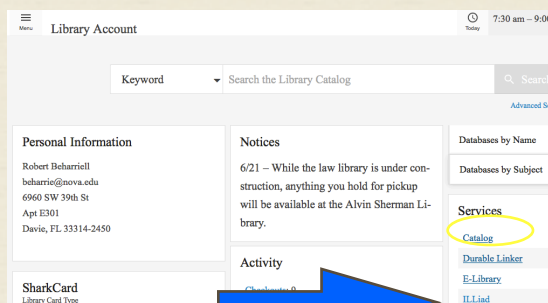 Menu
Library Account
Today
7:30 am – 9:00
Keyword
Search the Library Catalog
Search
Advanced
Personal Information
Robert Beharriell
beharrie@nova.edu
6960 SW 39th St
Apt E301
Davie, FL 33314-2450
SharkCard
Library Card Type
Notices
6/21 – While the law library is under con-
struction, anything you hold for pickup
will be available at the Alvin Sherman Li-
brary.
Activity
Databases by Name
Databases by Subject
Services
Catalog
Durable Linker
E-Library
ILLiad